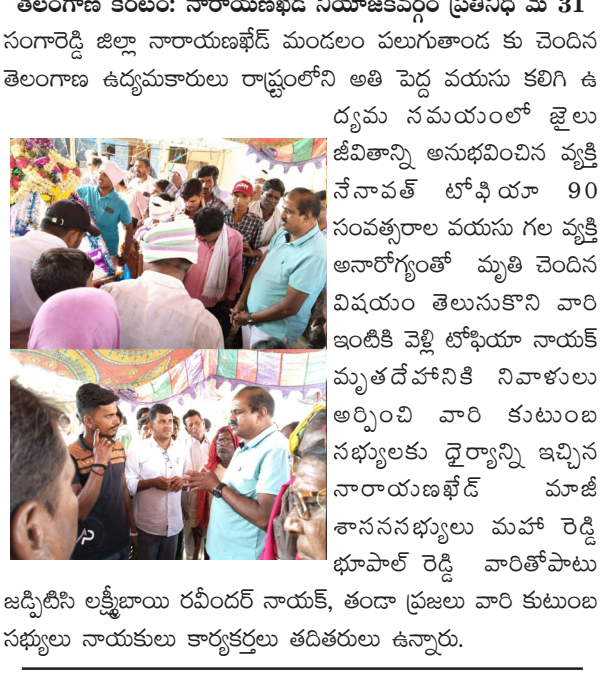 తెలంగాణ కెరటం: నారాయణఖేడ్ నియోజకవర్గం ప్రతినిధి మే 31
సంగారెడ్డి జిల్లా నారాయణఖేడ్ మండలం పలుగుతాండ కు చెందిన
తెలంగాణ ఉద్యమకారులు రాష్ట్రంలోని అతి పెద్ద వయసు కలిగి ఉ
ద్యమ నమయంలో జైలు
జీవితాన్ని అనుభవించిన వ్యక్తి
నేనావత్ టోఫియా 90
సంవత్సరాల వయసు గల వ్యక్తి
అనారోగ్యంతో మృతి చెందిన
విషయం తెలుసుకొని వారి
ఇంటికి వెళ్లి టోఫియా నాయక్
మృతదేహానికి నివాళులు
అర్పించి వారి కుటుంబ
సభ్యులకు ధైర్యాన్ని ఇచ్చిన
నారాయణఖేడ్ మాజీ
శాసనసభ్యులు మహా రెడ్డి
భూపాల్ రెడ్డి వారితోపాటు
జడ్పిటిసి లక్ష్మీబాయి రవీందర్ నాయక్, తండా ప్రజలు వారి కుటుంబ
సభ్యులు నాయకులు కార్యకర్తలు తదితరులు ఉన్నారు.